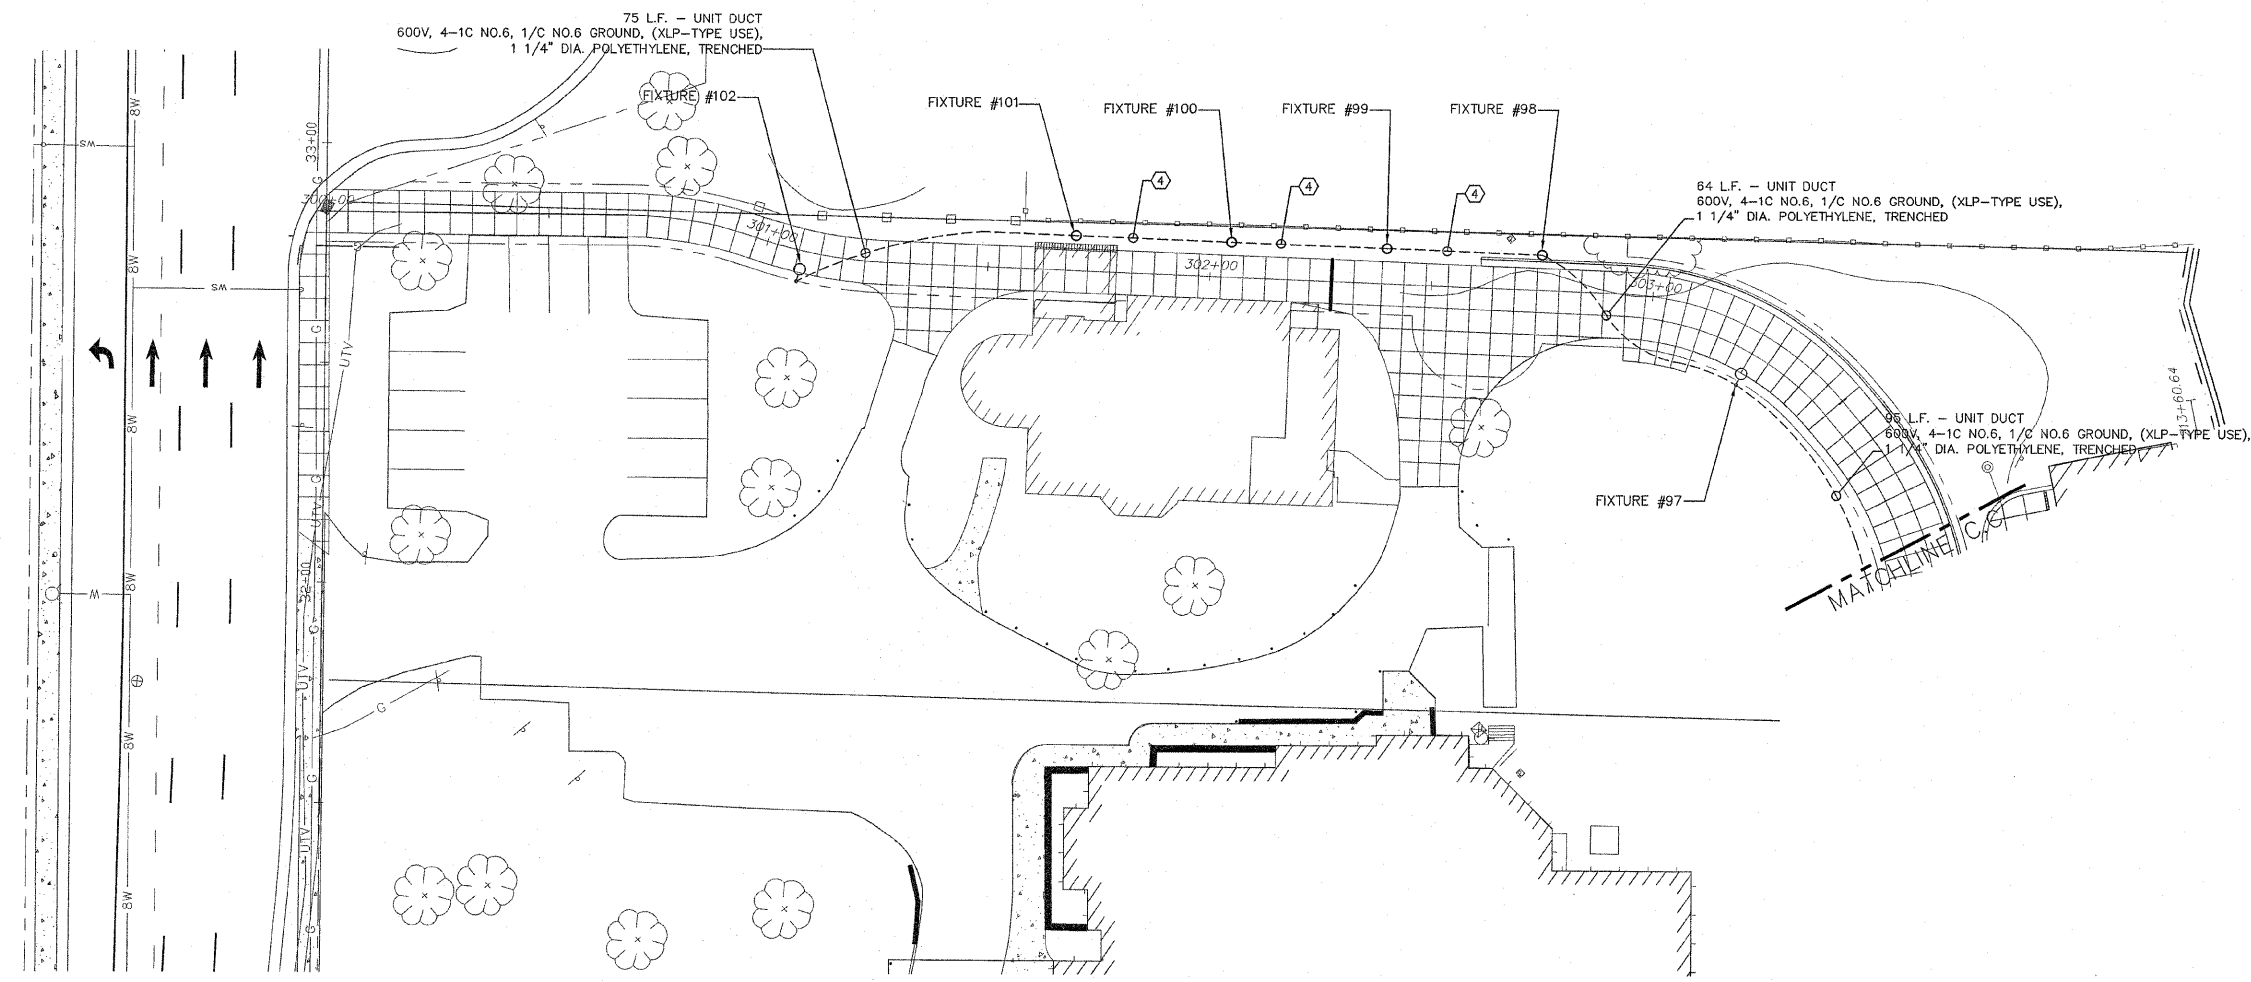 75 L.F. – UNIT DUCT
600V, 4–1C NO.6, 1/C NO.6 GROUND, (XLP–TYPE USE),
1 1/4" DIA. POLYETHYLENE, TRENCHED
FIXTURE #102
FIXTURE #101
FIXTURE #100
FIXTURE #99
FIXTURE #98
4
4
4
64 L.F. – UNIT DUCT
600V, 4–1C NO.6, 1/C NO.6 GROUND, (XLP–TYPE USE),
1 1/4" DIA. POLYETHYLENE, TRENCHED
95 L.F. – UNIT DUCT
600V, 4–1C NO.6, 1/C NO.6 GROUND, (XLP–TYPE USE),
1 1/4" DIA. POLYETHYLENE, TRENCHED
FIXTURE #97
MATCHLINE C.C
300+00
301+00
302+00
303+00
33+00
32+00
313+60.64
8W
8W
8W
8W
8W
8W
SW
SW
W
G
G
G
G
G
G
G
G
UTV
UTV
UTV
UTV